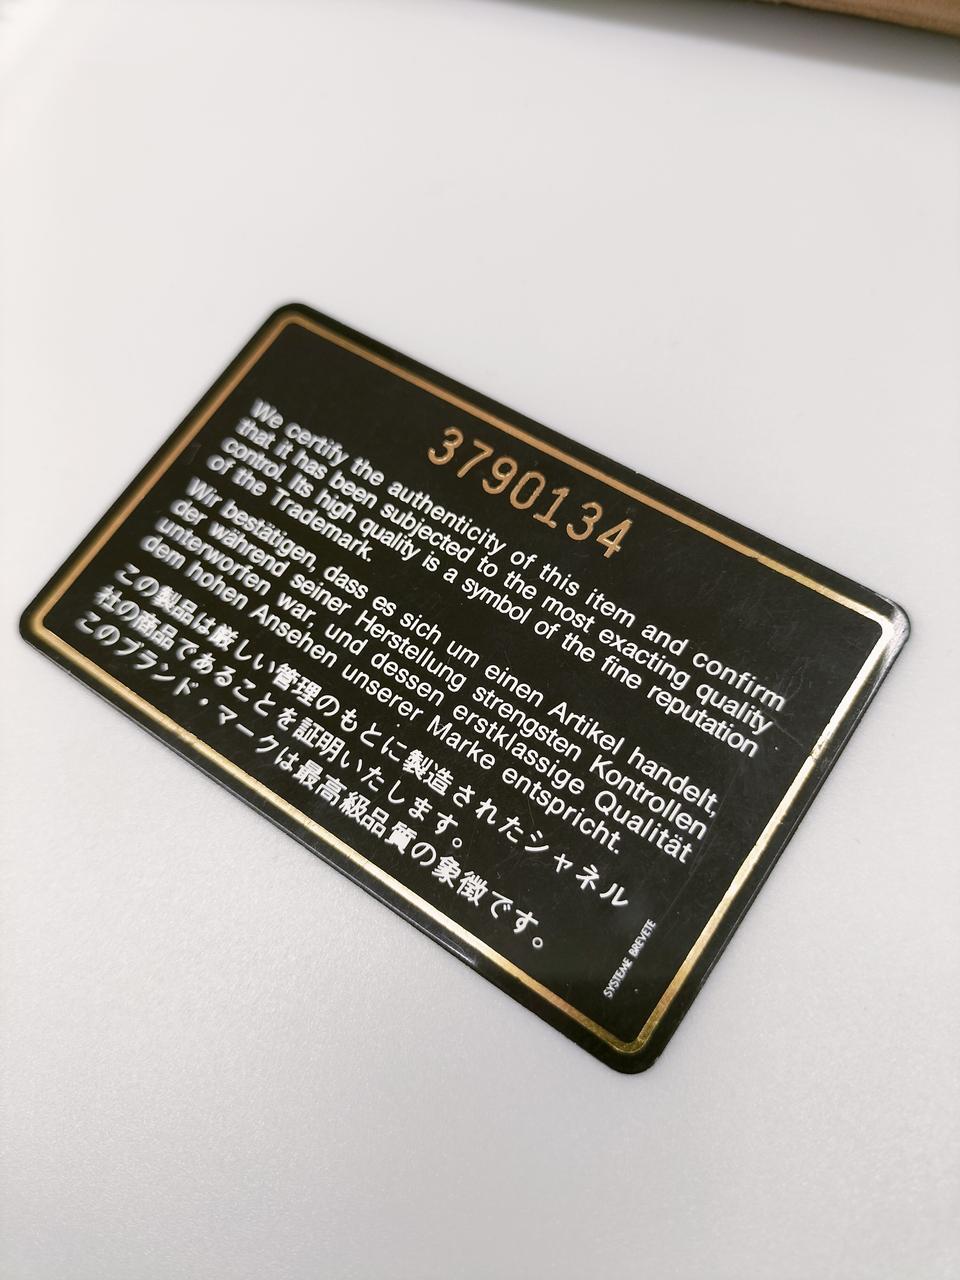 3790134
We certify the authenticity of this item and confirm
that it has been subjected to the most exacting quality
control. Its high quality is a symbol of the fine reputation
of the Trademark.
Wir bestätigen, dass es sich um einen Artikel handelt,
der während seiner Herstellung strengsten Kontrollen
unterworfen war, und dessen erstklassige Qualität
dem hohen Ansehen unserer Marke entspricht.
この製品は厳しい管理のもとに製造されたシャネル
社の商品であることを証明いたします。
このブランド・マークは最高級品質の象徴です。
SYSTEME BREVETE